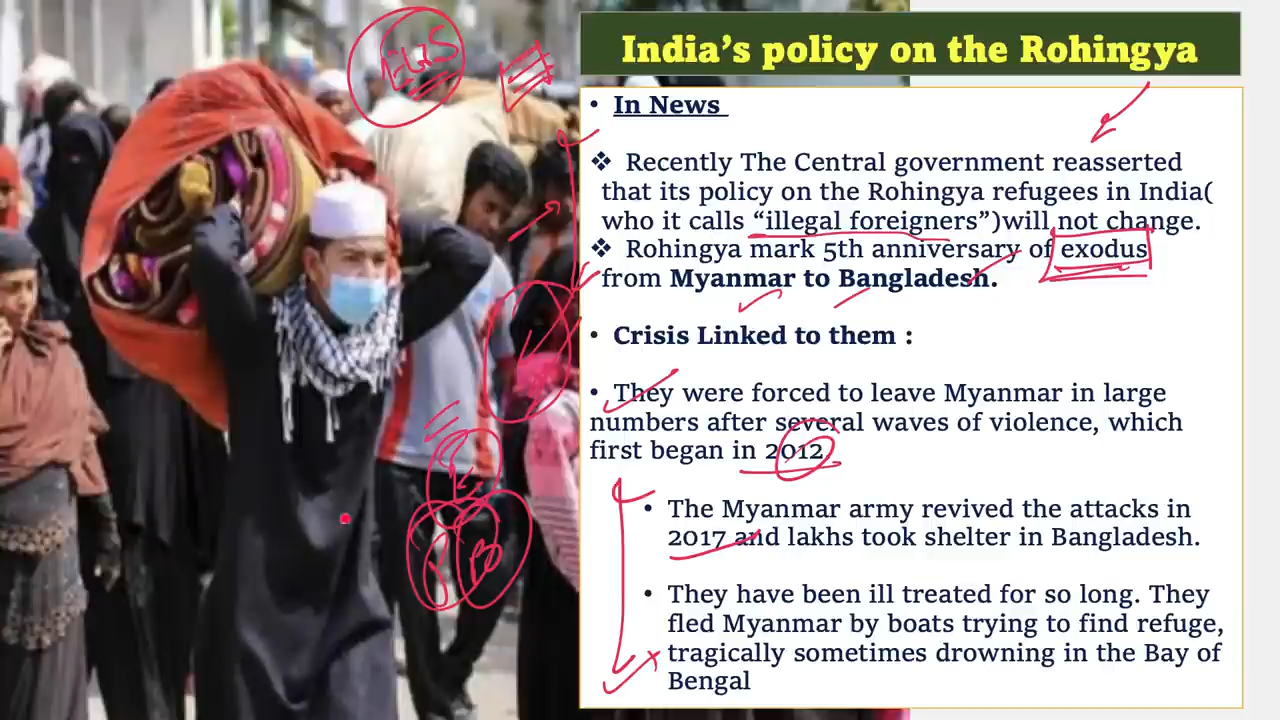 India's policy on the Rohingya
EWS
• In News
❖ Recently The Central government reasserted
that its policy on the Rohingya refugees in India(
who it calls “illegal foreigners”)will not change.
❖ Rohingya mark 5th anniversary of exodus
from Myanmar to Bangladesh.
• Crisis Linked to them :
• They were forced to leave Myanmar in large
numbers after several waves of violence, which
first began in 2012
• The Myanmar army revived the attacks in
2017 and lakhs took shelter in Bangladesh.
• They have been ill treated for so long. They
fled Myanmar by boats trying to find refuge,
tragically sometimes drowning in the Bay of
Bengal